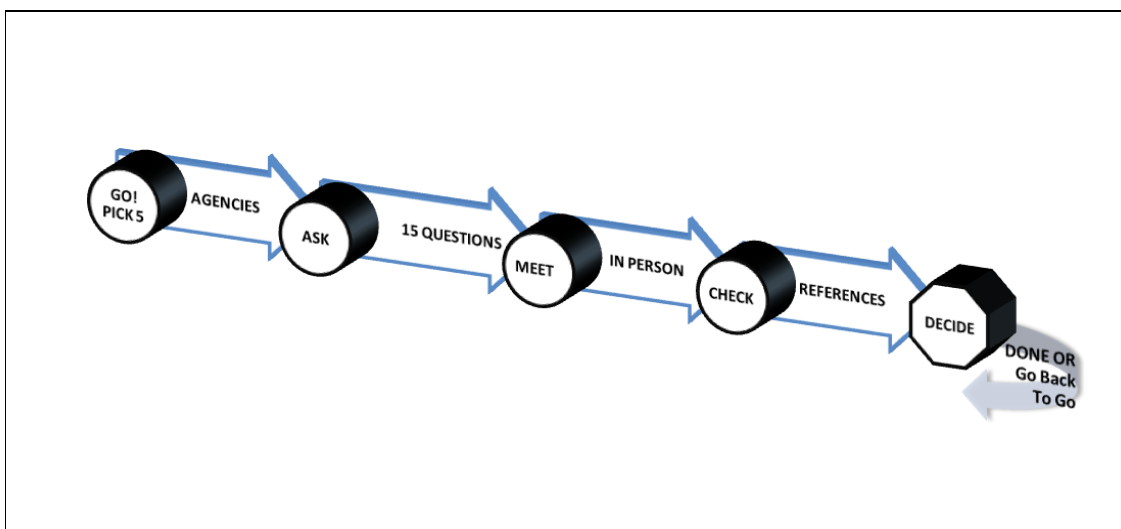 GO!
PICK 5
AGENCIES
ASK
15 QUESTIONS
MEET
IN PERSON
CHECK
REFERENCES
DECIDE
DONE OR
Go Back
To Go